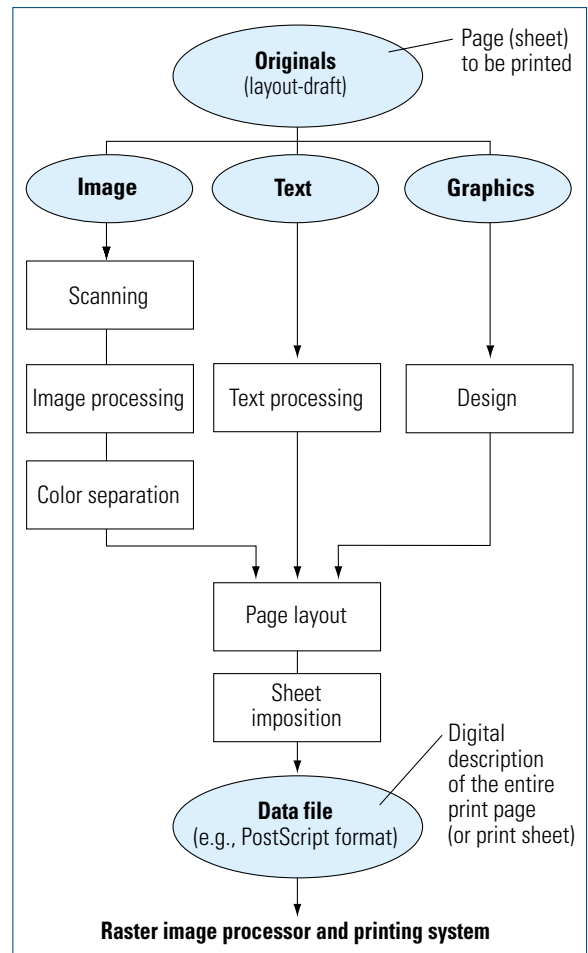 Originals
(layout-draft)
Page (sheet)
to be printed
Image
Text
Graphics
Scanning
Image processing
Text processing
Design
Color separation
Page layout
Sheet
imposition
Digital
description
of the entire
print page
(or print sheet)
Data file
(e.g., PostScript format)
Raster image processor and printing system